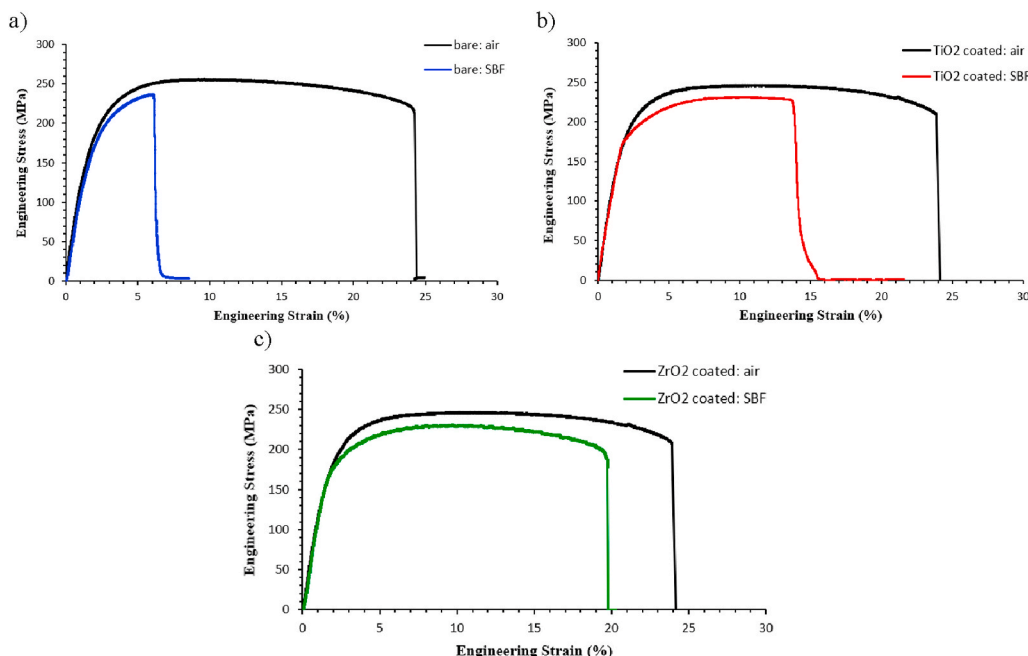 a)
300
250
200
150
100
50
0
Engineering Stress (MPa)
bare: air
bare: SBF
0 5 10 15 20 25 30
Engineering Strain (%)
b)
300
250
200
150
100
50
0
Engineering Stress (MPa)
TiO2 coated: air
TiO2 coated: SBF
0 5 10 15 20 25 30
Engineering Strain (%)
c)
300
250
200
150
100
50
0
Engineering Stress (MPa)
ZrO2 coated: air
ZrO2 coated: SBF
0 5 10 15 20 25 30
Engineering Strain (%)